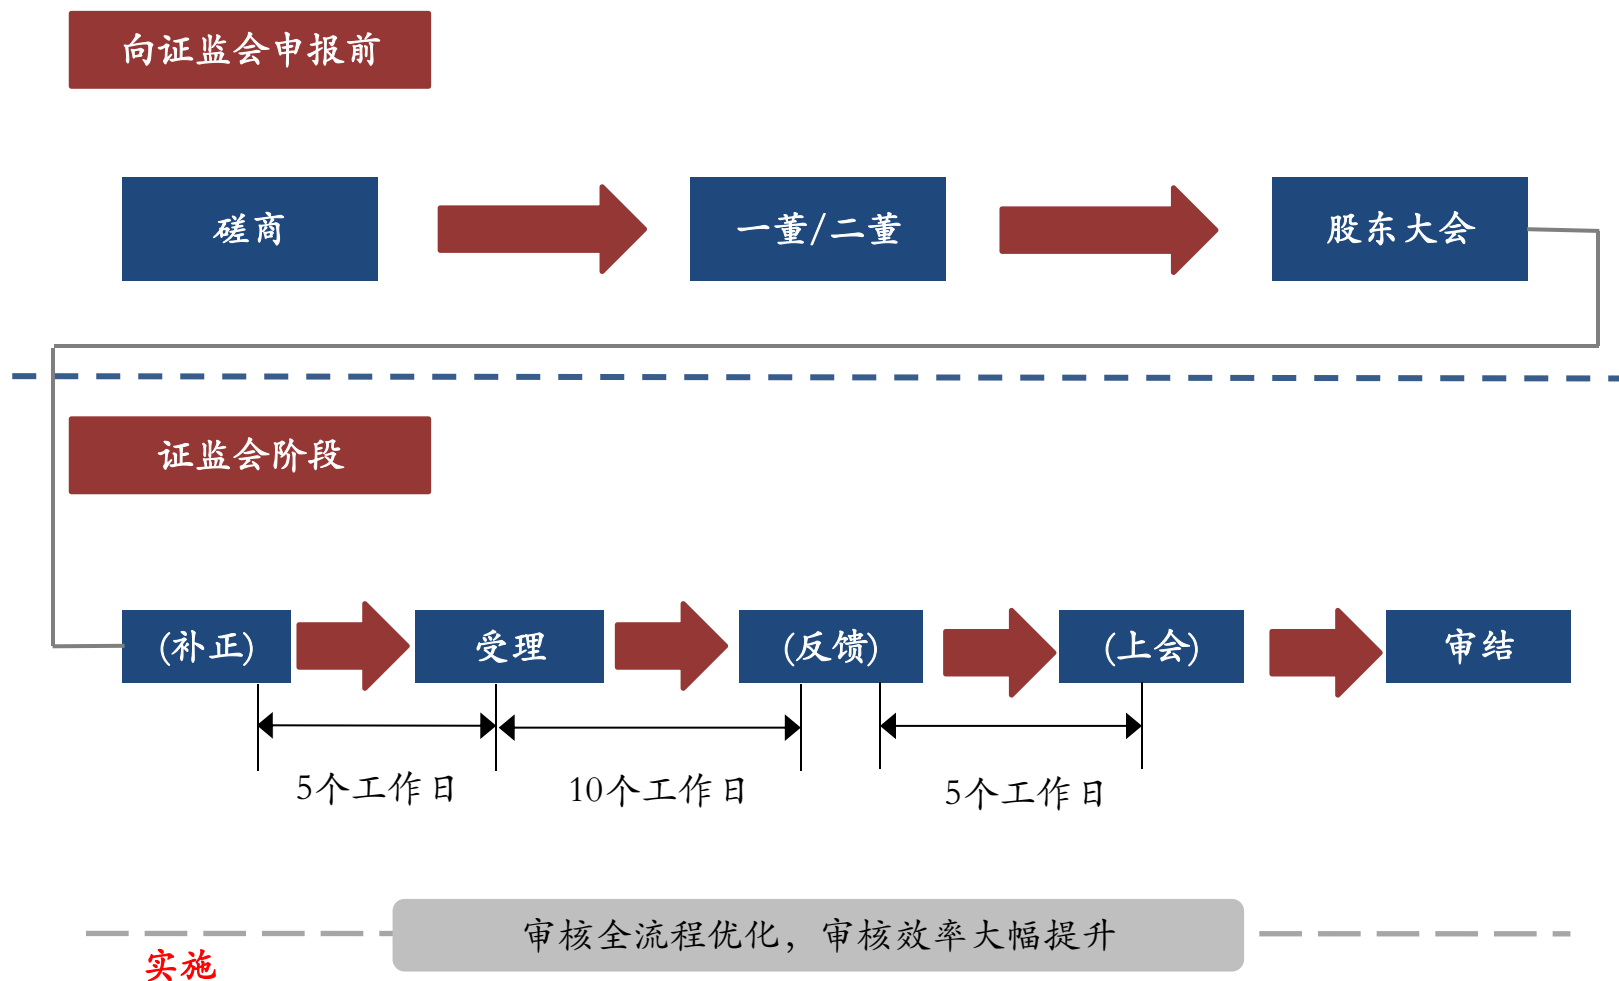 向证监会申报前
磋商
一董/二董
股东大会
证监会阶段
(补正)
受理
(反馈)
(上会)
审结
5个工作日
10个工作日
5个工作日
审核全流程优化，审核效率大幅提升
实施